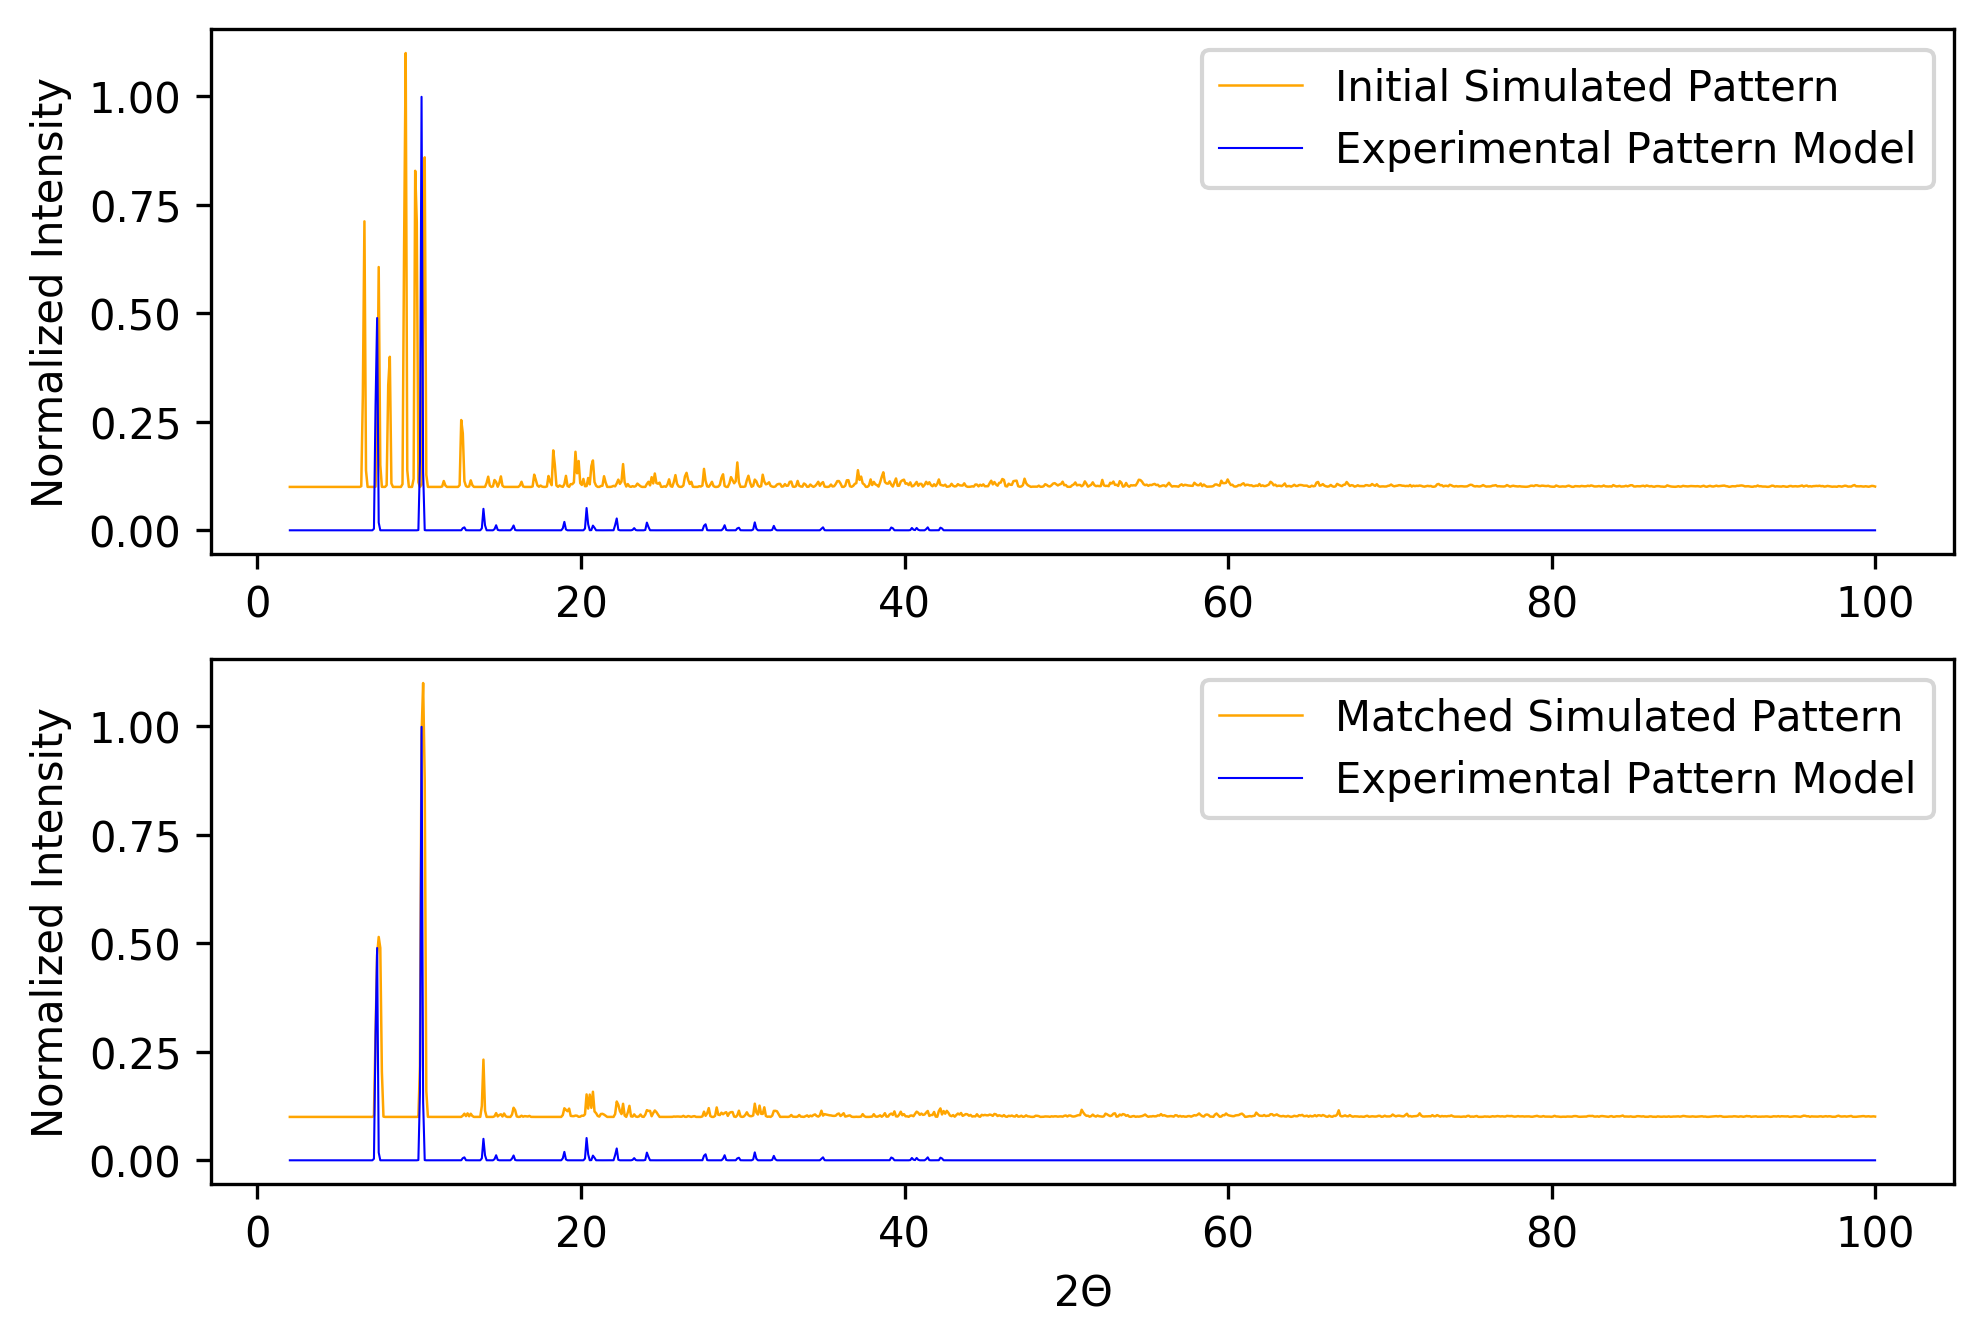 Normalized Intensity
1.00
0.75
0.50
0.25
0.00
Initial Simulated Pattern
Experimental Pattern Model
0 20 40 60 80 100
Normalized Intensity
1.00
0.75
0.50
0.25
0.00
Matched Simulated Pattern
Experimental Pattern Model
0 20 40 60 80 100
2Θ